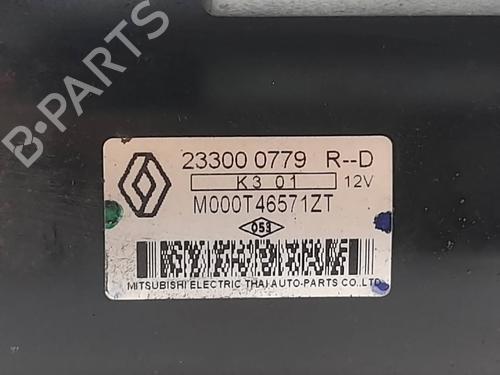 B-PARTS
23300 0779 R--D
K3 01 12V
M000T46571ZT
053
MITSUBISHI ELECTRIC THAI AUTO-PARTS CO.,LTD.